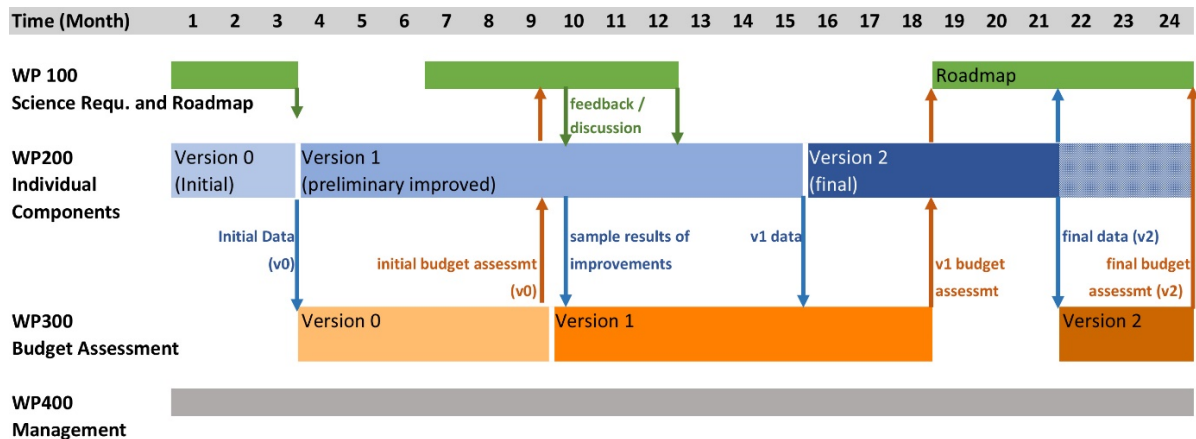 Time (Month) 1 2 3 4 5 6 7 8 9 10 11 12 13 14 15 16 17 18 19 20 21 22 23 24
WP 100
Science Requ. and Roadmap
Roadmap
feedback /
discussion
WP200
Individual
Components
Version 0
(Initial)
Version 1
(preliminary improved)
Version 2
(final)
Initial Data
(v0)
initial budget assessmt
(v0)
sample results of
improvements
v1 data
v1 budget
assessmt
final data (v2)
final budget
assessmt (v2)
WP300
Budget Assessment
Version 0
Version 1
Version 2
WP400
Management